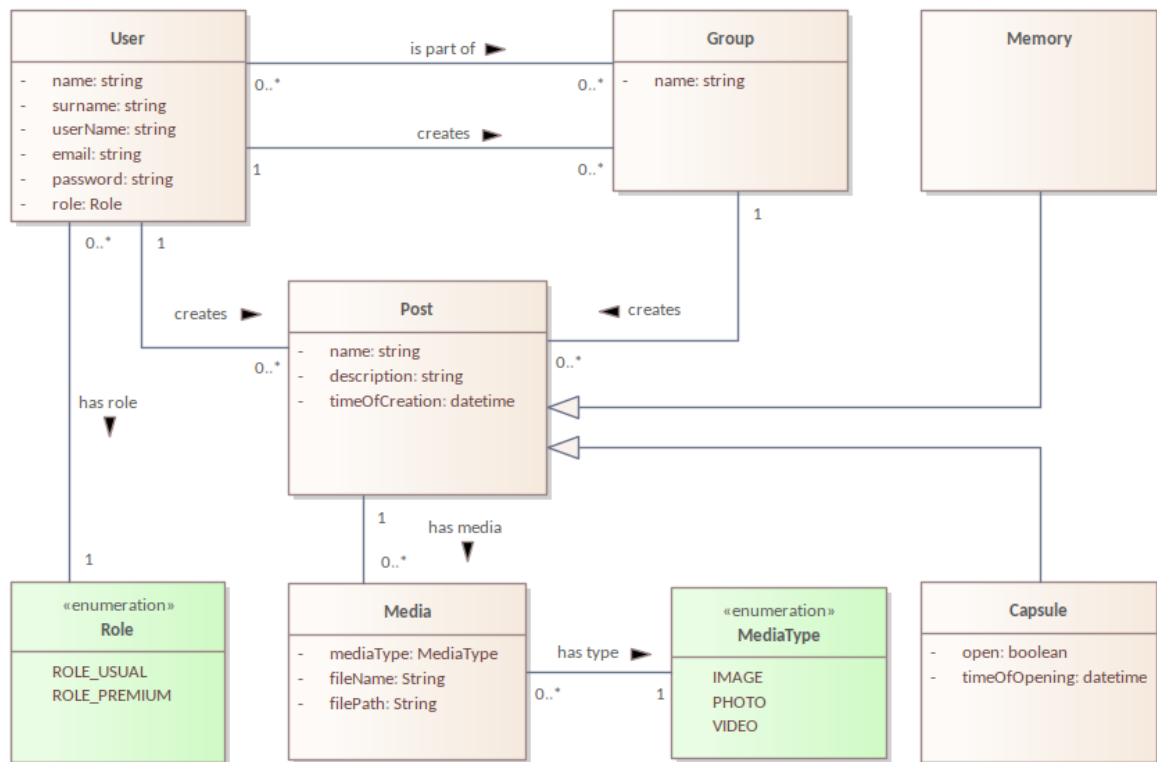 User
- name: string
- surname: string
- userName: string
- email: string
- password: string
- role: Role
is part of
0..*
0..*
creates
1
0..*
Group
- name: string
Memory
0..*
1
1
creates
creates
0..*
0..*
Post
- name: string
- description: string
- timeOfCreation: datetime
has role
1
1
has media
0..*
«enumeration»
Role
ROLE_USUAL
ROLE_PREMIUM
Media
- mediaType: MediaType
- fileName: String
- filePath: String
has type
0..*
1
«enumeration»
MediaType
IMAGE
PHOTO
VIDEO
Capsule
- open: boolean
- timeOfOpening: datetime